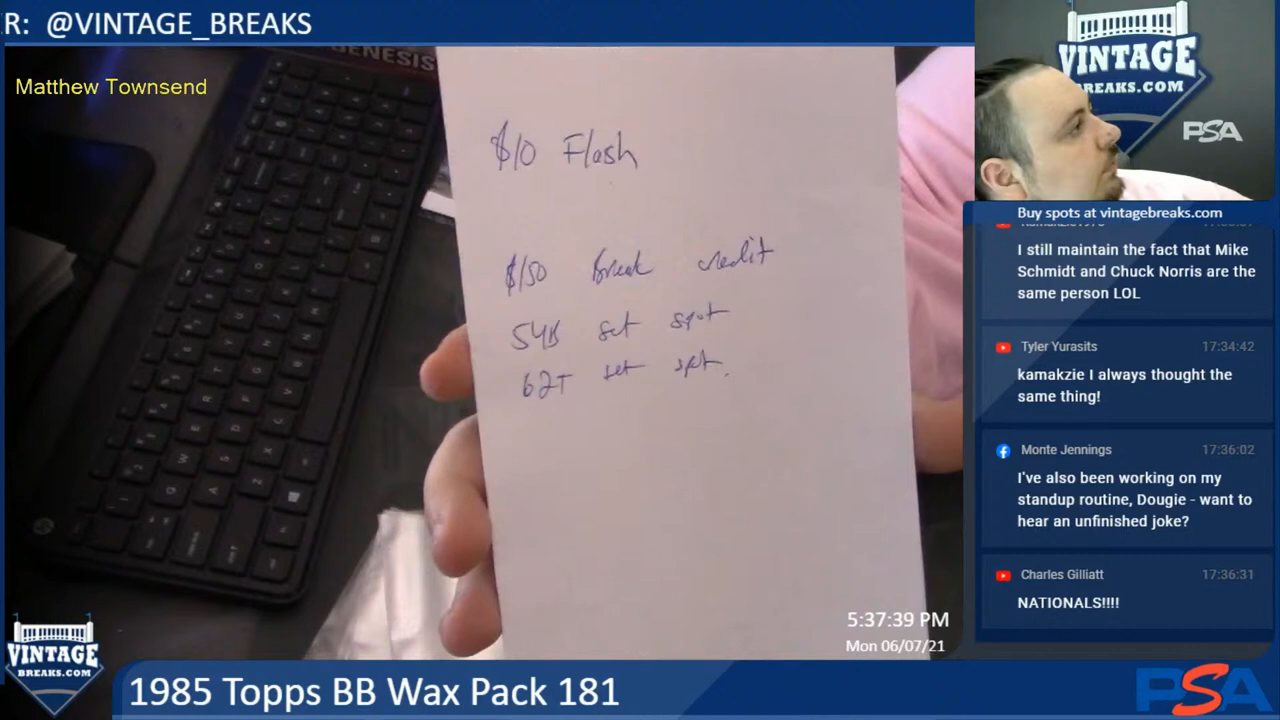 R: @VINTAGE_BREAKS
GENESIS
Matthew Townsend
$10 Flash
$150 Break credit
54B set spot
62T set spot.
VINTAGE
BREAKS.COM
PSA
Buy spots at vintagebreaks.com
I still maintain the fact that Mike
Schmidt and Chuck Norris are the
same person LOL
Tyler Yurasits 17:34:42
kamakzie I always thought the
same thing!
Monte Jennings 17:36:02
I've also been working on my
standup routine, Dougie - want to
hear an unfinished joke?
Charles Gilliatt 17:36:31
NATIONALS!!!!
5:37:39 PM
Mon 06/07/21
VINTAGE
BREAKS.COM
1985 Topps BB Wax Pack 181
PSA